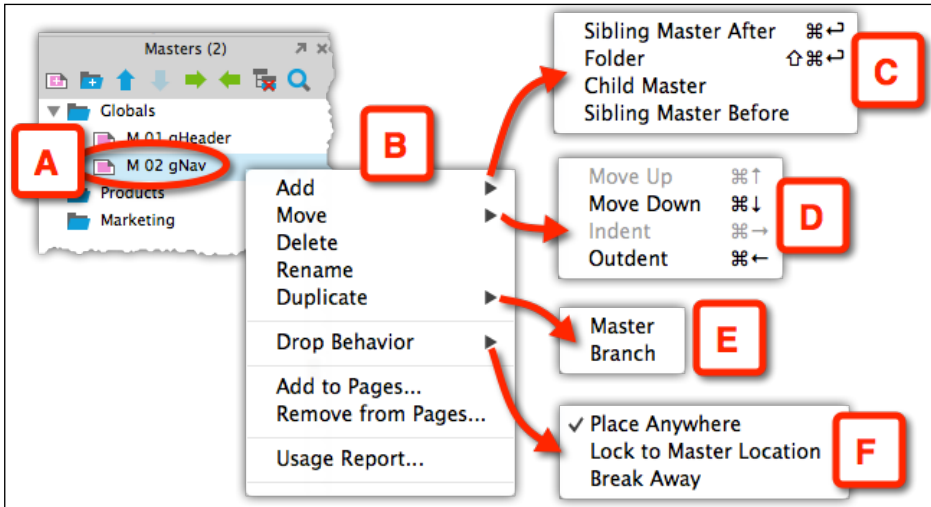 Masters (2)
Globals
M 01 gHeader
M 02 gNav
Products
Marketing
A
B
Add
Move
Delete
Rename
Duplicate
Drop Behavior
Add to Pages...
Remove from Pages...
Usage Report...
Sibling Master After ⌘↩
Folder ⇧⌘↩
Child Master
Sibling Master Before
C
Move Up ⌘↑
Move Down ⌘↓
Indent ⌘→
Outdent ⌘←
D
Master
Branch
E
✓ Place Anywhere
Lock to Master Location
Break Away
F